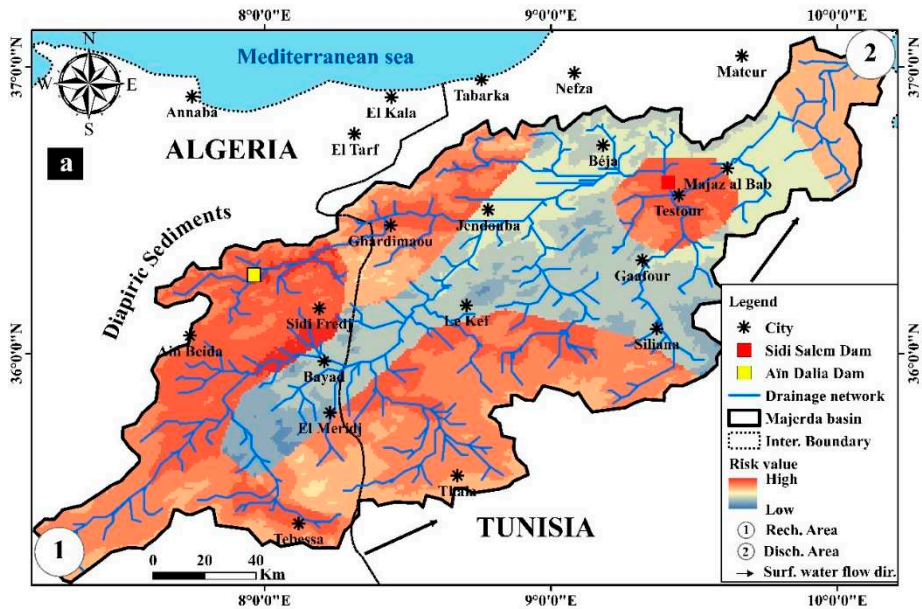 8°0'0"E
9°0'0"E
10°0'0"E
37°0'0"N
37°0'0"N
36°0'0"N
36°0'0"N
N
W
E
S
a
Mediterranean sea
2
Annaba
El Kala
Tabarka
Nefza
Mateur
El Tarf
ALGERIA
Béja
Majaz al Bab
Testour
Jendouba
Ghardimaou
Gaafour
Diapiric Sediments
Sidi Fredj
Le Kef
Siliana
Ain Beida
Bayad
El Meridj
Thala
Tebessa
TUNISIA
1
0
10
20
40
Km
Legend
City
Sidi Salem Dam
Aïn Dalia Dam
Drainage network
Majerda basin
Inter. Boundary
Risk value
High
Low
1 Rech. Area
2 Disch. Area
Surf. water flow dir.
8°0'0"E
9°0'0"E
10°0'0"E